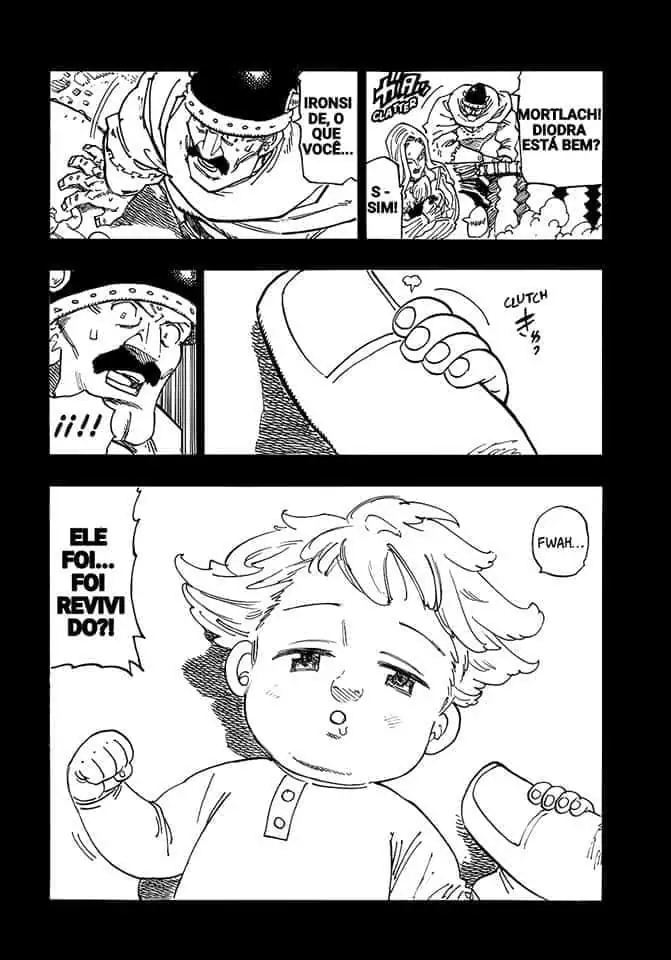 IRONSI
DE, O
QUE
VOCÊ...
MORTLACH!
DIODRA
ESTÁ BEM?
CLATTER
S -
SIM!
¡¡!!
CLUTCH
ELE
FOI...
FOI
REVIVI
DO?!
FWAH...